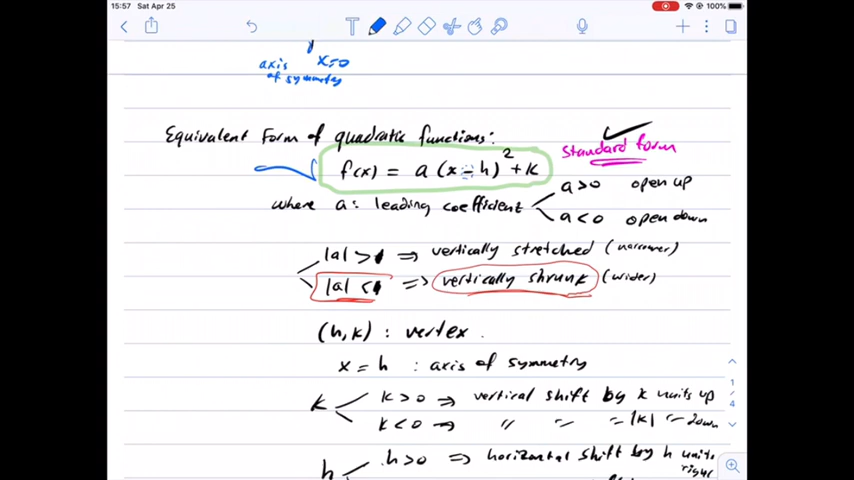 15:57 Sat Apr 25
100%
axis x=0
of symmetry
Equivalent Form of quadratic functions:
standard form
f(x) = a (x-h)² + k
where a: leading coefficient
a>0 open up
a<0 open down
|a| >1 ⇒ vertically stretched (narrower)
|a| <1 ⇒ vertically shrunk (wider)
(h,k) : vertex.
x = h : axis of symmetry
k
k>0 ⇒ vertical shift by k units up
k<0 ⇒ " " " |k| " down
h
h>0 ⇒ horizontal shift by h units
right
1
4